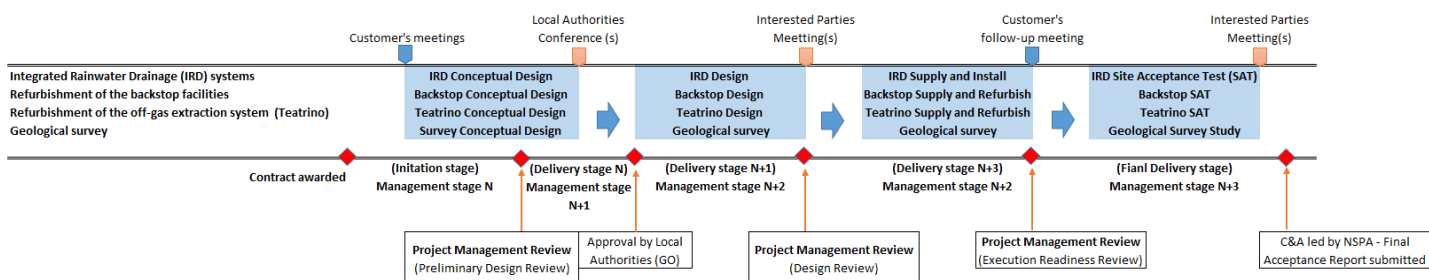 Customer's meetings
Local Authorities
Conference (s)
Interested Parties
Meetting(s)
Customer's
follow-up meeting
Interested Parties
Meetting(s)
Integrated Rainwater Drainage (IRD) systems
Refurbishment of the backstop facilities
Refurbishment of the off-gas extraction system (Teatrino)
Geological survey
IRD Conceptual Design
Backstop Conceptual Design
Teatrino Conceptual Design
Survey Conceptual Design
IRD Design
Backstop Design
Teatrino Design
Geological survey
IRD Supply and Install
Backstop Supply and Refurbish
Teatrino Supply and Refurbish
Geological survey
IRD Site Acceptance Test (SAT)
Backstop SAT
Teatrino SAT
Geological Survey Study
Contract awarded
(Initation stage)
Management stage N
(Delivery stage N)
Management stage
N+1
(Delivery stage N+1)
Management stage N+2
(Delivery stage N+3)
Management stage N+2
(Fianl Delivery stage)
Management stage N+3
Project Management Review
(Preliminary Design Review)
Approval by Local
Authorities (GO)
Project Management Review
(Design Review)
Project Management Review
(Execution Readiness Review)
C&A led by NSPA - Final
Acceptance Report submitted